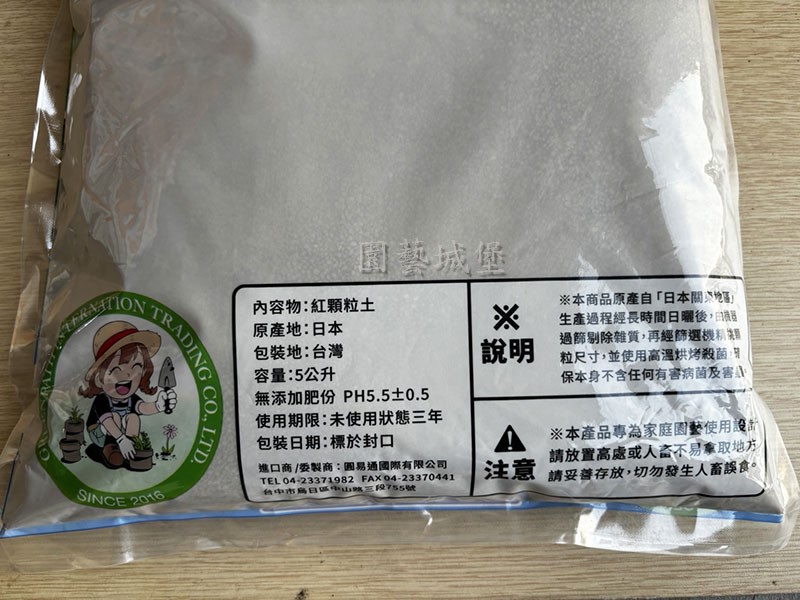 園藝城堡
內容物:紅顆粒土
原產地:日本
包裝地:台灣
容量:5公升
無添加肥份 PH5.5±0.5
使用期限:未使用狀態三年
包裝日期:標於封口
進口商/委製商:圓易通國際有限公司
TEL 04-23371982 FAX 04-23370441
台中市烏日區中山路三段755號
※
說明
※本商品原產自「日本關東地區」
生產過程經長時間日曬後,
過篩剔除雜質,再經篩選機
粒尺寸,並使用高溫烘烤殺菌,
保本身不含任何有害病菌及害
注意
※本產品專為家庭園藝使用設計
請放置高處或人畜不易拿取地方
請妥善存放,切勿發生人畜誤食。
INTERNATION TRADING CO., LTD.
SINCE 2016